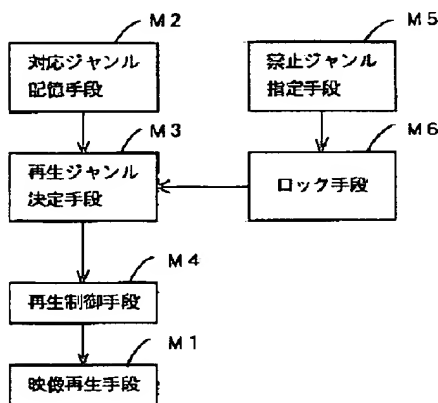 M2
対応ジャンル
記憶手段
M5
禁止ジャンル
指定手段
M3
再生ジャンル
決定手段
M6
ロック手段
M4
再生制御手段
M1
映像再生手段